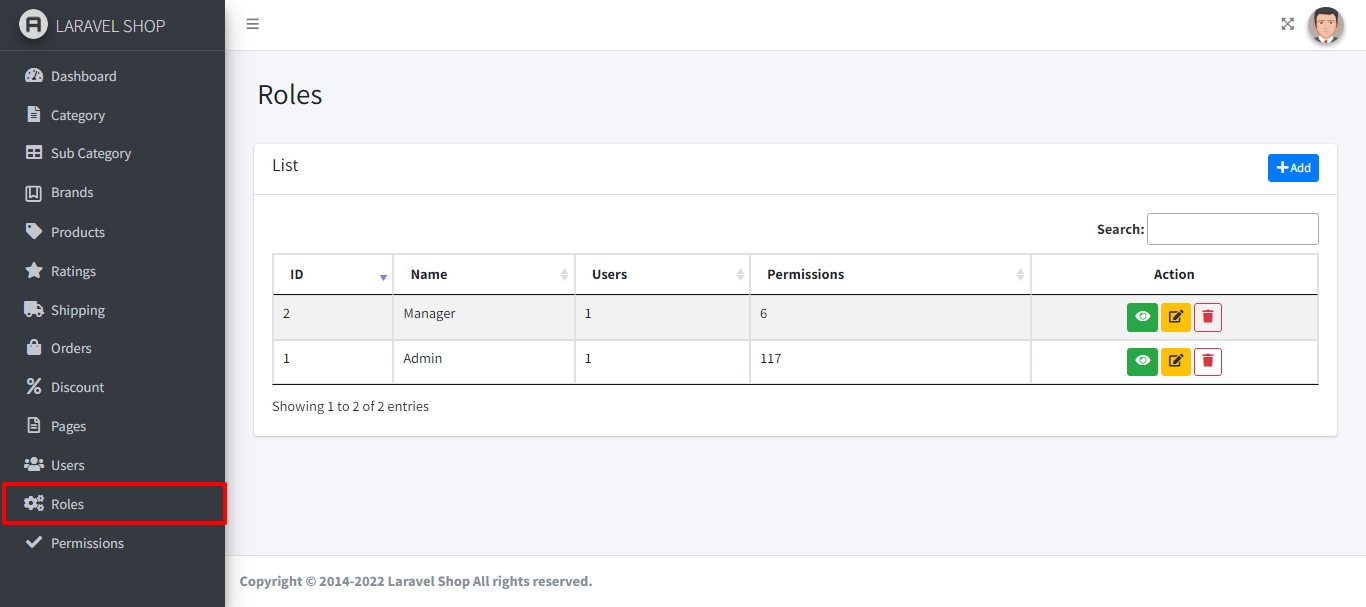 LARAVEL SHOP
Dashboard
Category
Sub Category
Brands
Products
Ratings
Shipping
Orders
Discount
Pages
Users
Roles
Permissions
Roles
List
Add
Search:
ID Name Users Permissions Action
2 Manager 1 6
1 Admin 1 117
Showing 1 to 2 of 2 entries
Copyright © 2014-2022 Laravel Shop All rights reserved.